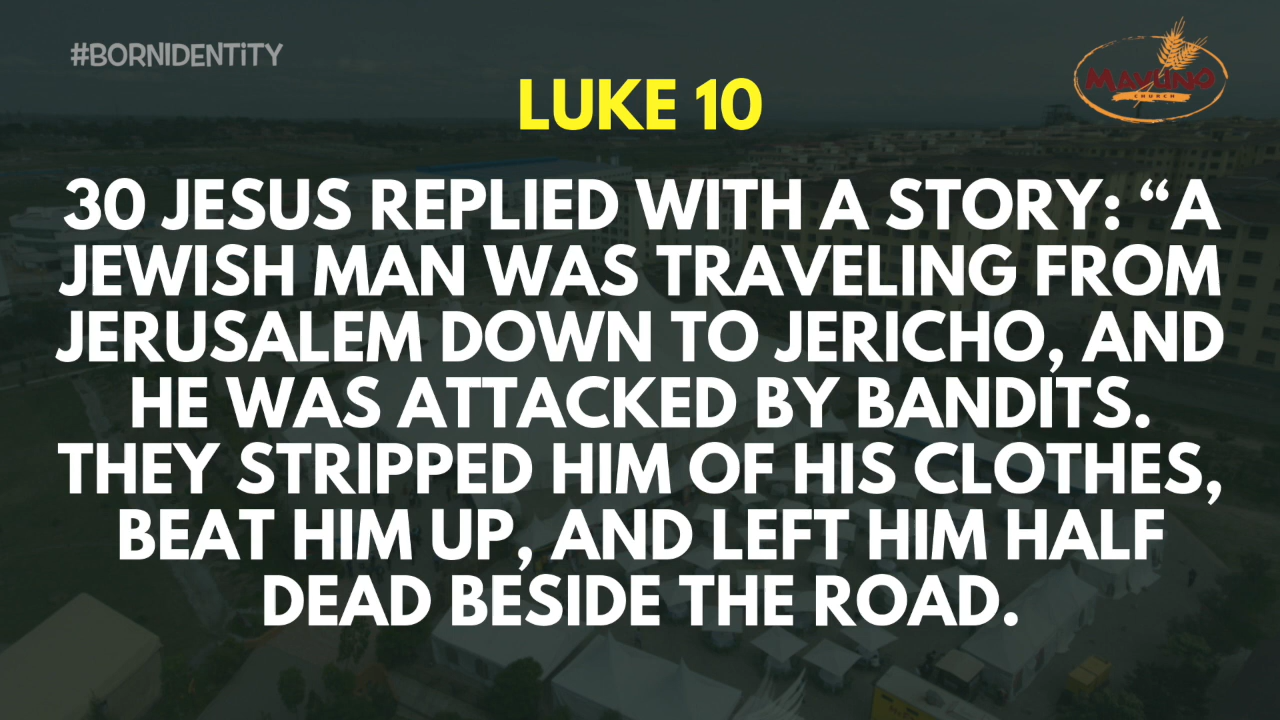 #BORNIDENTiTY
MAVUNO
CHURCH
LUKE 10
30 JESUS REPLIED WITH A STORY: “A
JEWISH MAN WAS TRAVELING FROM
JERUSALEM DOWN TO JERICHO, AND
HE WAS ATTACKED BY BANDITS.
THEY STRIPPED HIM OF HIS CLOTHES,
BEAT HIM UP, AND LEFT HIM HALF
DEAD BESIDE THE ROAD.